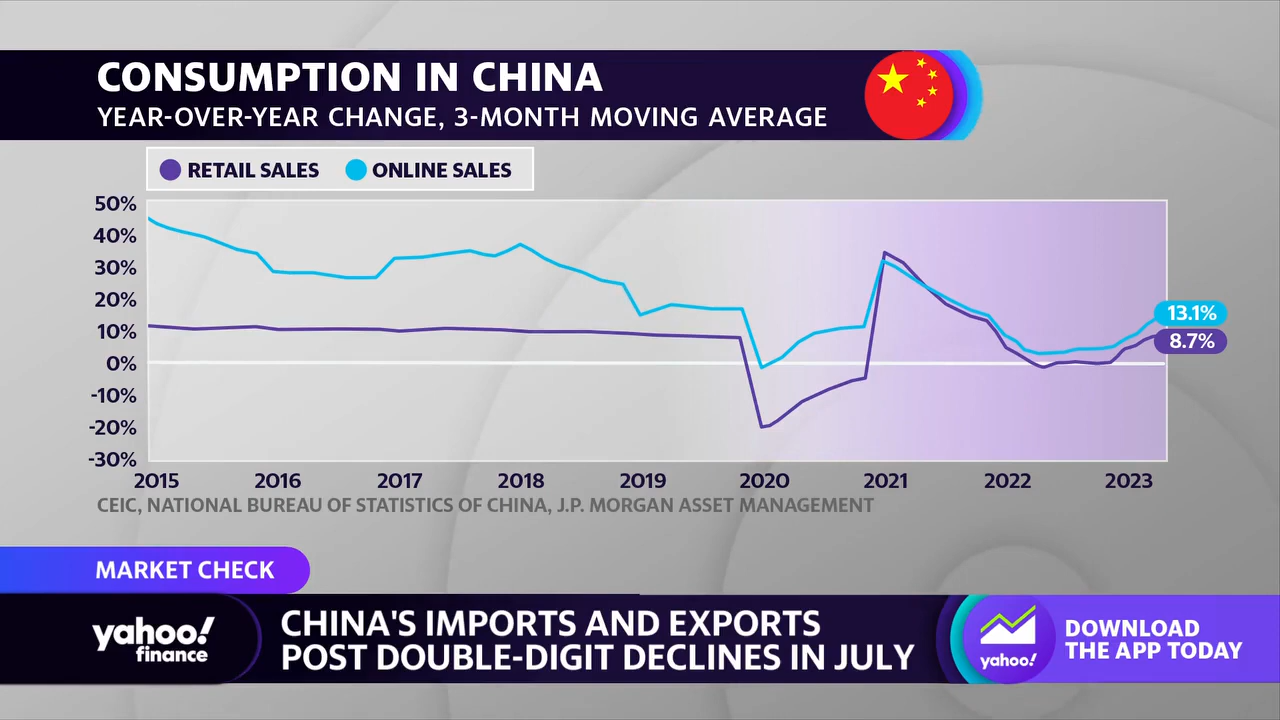 CONSUMPTION IN CHINA
YEAR-OVER-YEAR CHANGE, 3-MONTH MOVING AVERAGE
RETAIL SALES ONLINE SALES
50%
40%
30%
20%
10%
0%
-10%
-20%
-30%
13.1%
8.7%
2015 2016 2017 2018 2019 2020 2021 2022 2023
CEIC, NATIONAL BUREAU OF STATISTICS OF CHINA, J.P. MORGAN ASSET MANAGEMENT
MARKET CHECK
yahoo!
finance
CHINA'S IMPORTS AND EXPORTS
POST DOUBLE-DIGIT DECLINES IN JULY
yahoo!
DOWNLOAD
THE APP TODAY